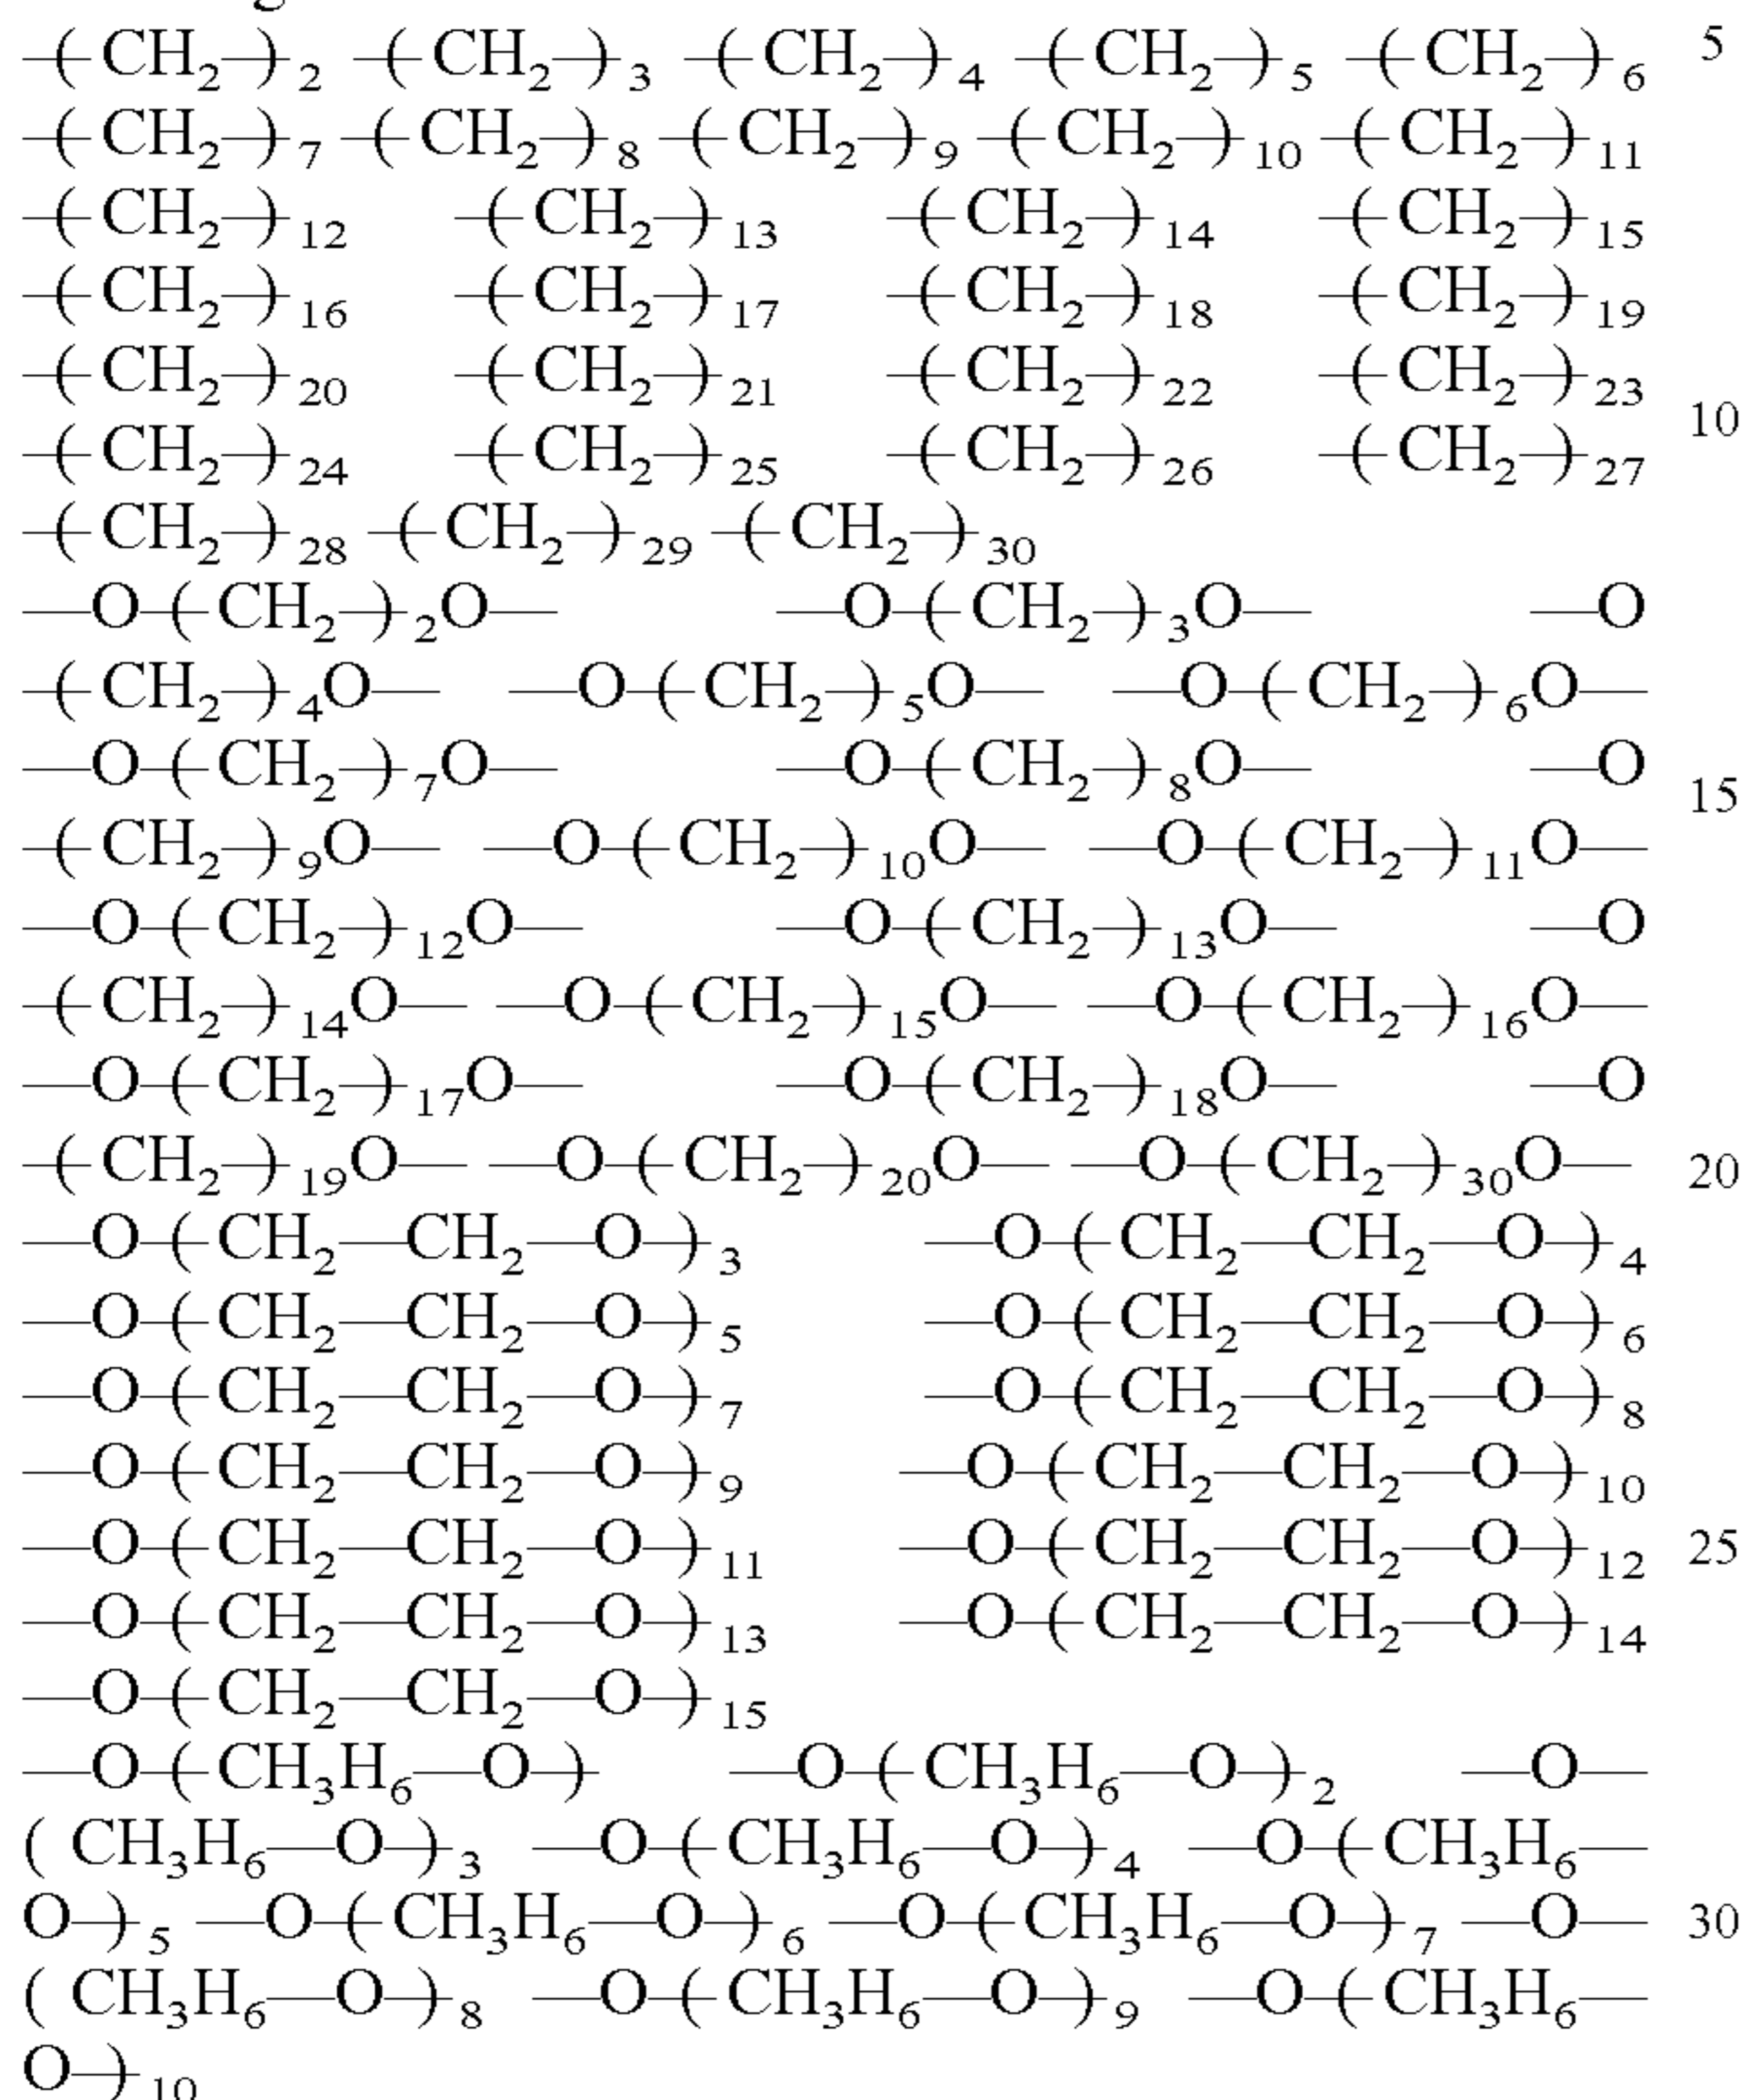 —(CH₂—)₂ —(CH₂—)₃ —(CH₂—)₄ —(CH₂—)₅ —(CH₂—)₆ 5
—(CH₂—)₇ —(CH₂—)₈ —(CH₂—)₉ —(CH₂—)₁₀ —(CH₂—)₁₁
—(CH₂—)₁₂ —(CH₂—)₁₃ —(CH₂—)₁₄ —(CH₂—)₁₅
—(CH₂—)₁₆ —(CH₂—)₁₇ —(CH₂—)₁₈ —(CH₂—)₁₉
—(CH₂—)₂₀ —(CH₂—)₂₁ —(CH₂—)₂₂ —(CH₂—)₂₃
10
—(CH₂—)₂₄ —(CH₂—)₂₅ —(CH₂—)₂₆ —(CH₂—)₂₇
—(CH₂—)₂₈ —(CH₂—)₂₉ —(CH₂—)₃₀
—O—(CH₂—)₂O— —O—(CH₂—)₃O— —O
—(CH₂—)₄O— —O—(CH₂—)₅O— —O—(CH₂—)₆O—
—O—(CH₂—)₇O— —O—(CH₂—)₈O— —O 15
—(CH₂—)₉O— —O—(CH₂—)₁₀O— —O—(CH₂—)₁₁O—
—O—(CH₂—)₁₂O— —O—(CH₂—)₁₃O— —O
—(CH₂—)₁₄O— —O—(CH₂—)₁₅O— —O—(CH₂—)₁₆O—
—O—(CH₂—)₁₇O— —O—(CH₂—)₁₈O— —O
—(CH₂—)₁₉O— —O—(CH₂—)₂₀O— —O—(CH₂—)₃₀O— 20
—O—(CH₂—CH₂—O—)₃ —O—(CH₂—CH₂—O—)₄
—O—(CH₂—CH₂—O—)₅ —O—(CH₂—CH₂—O—)₆
—O—(CH₂—CH₂—O—)₇ —O—(CH₂—CH₂—O—)₈
—O—(CH₂—CH₂—O—)₉ —O—(CH₂—CH₂—O—)₁₀
—O—(CH₂—CH₂—O—)₁₁ —O—(CH₂—CH₂—O—)₁₂ 25
—O—(CH₂—CH₂—O—)₁₃ —O—(CH₂—CH₂—O—)₁₄
—O—(CH₂—CH₂—O—)₁₅
—O—(CH₃H₆—O—)— —O—(CH₃H₆—O—)₂ —O—
(CH₃H₆—O—)₃ —O—(CH₃H₆—O—)₄ —O—(CH₃H₆—
O—)₅ —O—(CH₃H₆—O—)₆ —O—(CH₃H₆—O—)₇ —O— 30
(CH₃H₆—O—)₈ —O—(CH₃H₆—O—)₉ —O—(CH₃H₆—
O—)₁₀